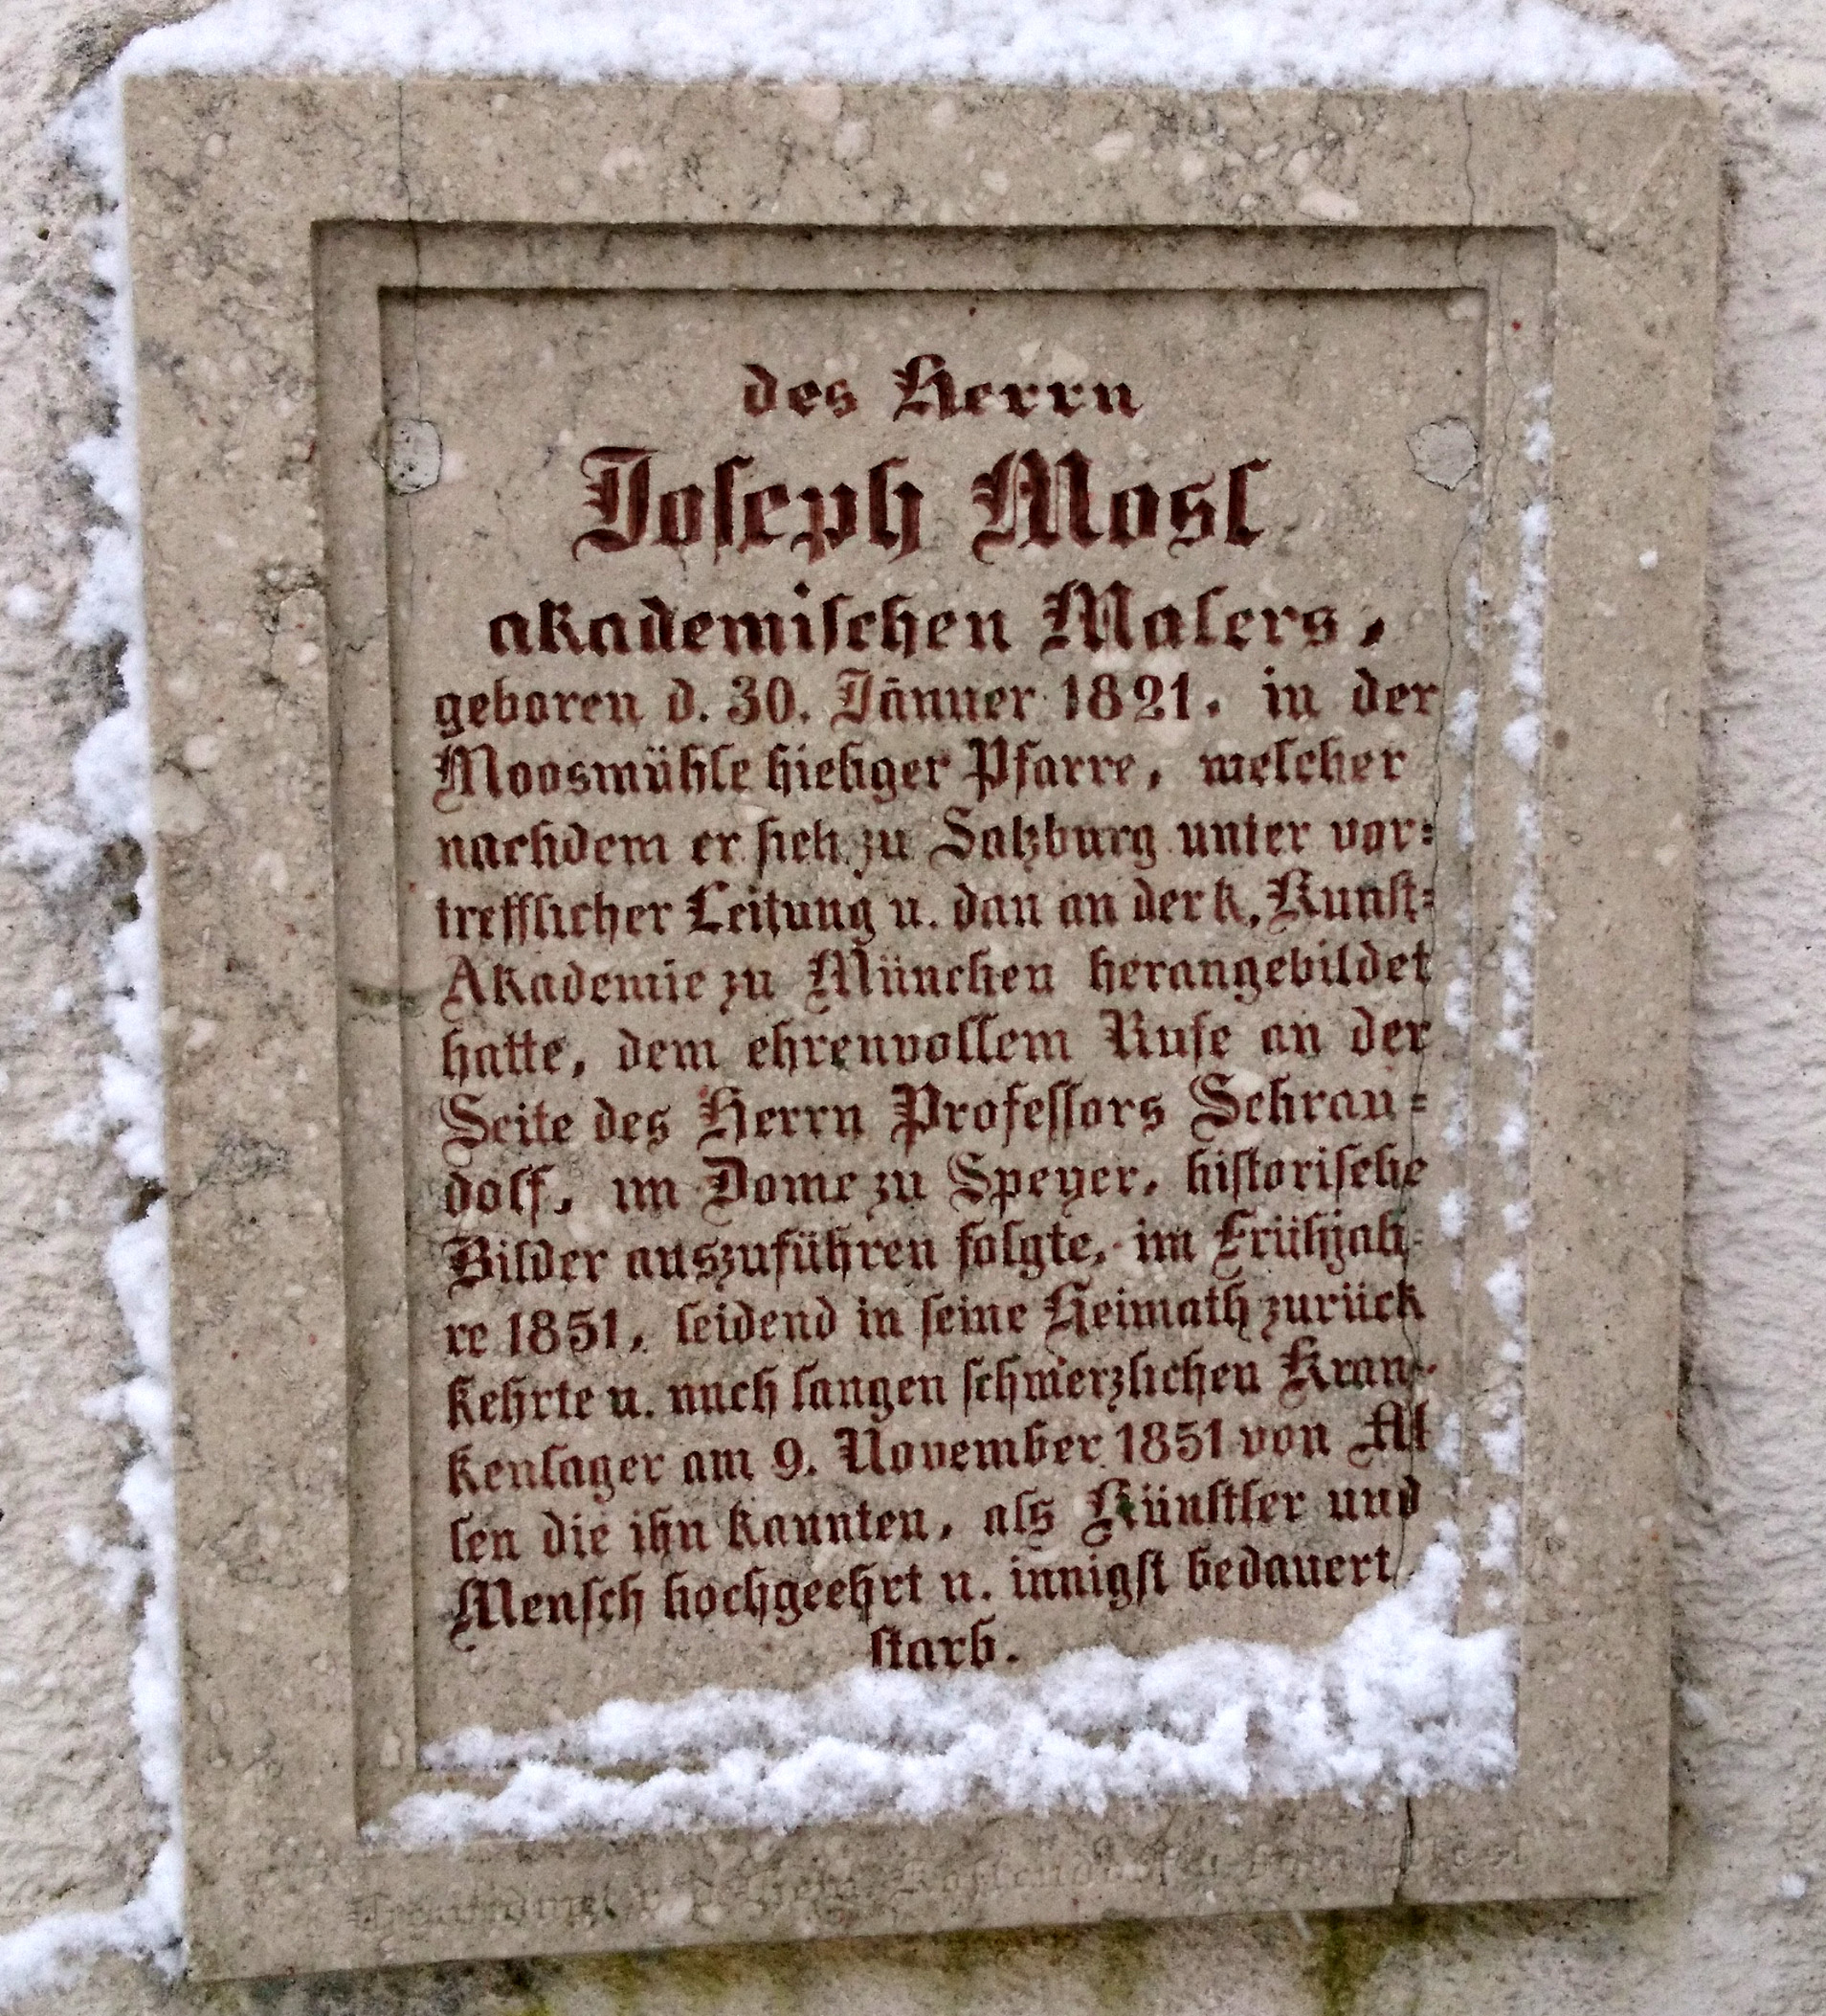 des Herrn
Joseph Mosl
akademischen Malers,
geboren d. 30. Jänner 1821. in der
Moosmühle hiesiger Pfarre, welcher
nachdem er sich zu Salzburg unter vor=
trefflicher Leitung u. dan an der k. Kunst=
Akademie zu München herangebildet
hatte, dem ehrenvollem Rufe an der
Seite des Herrn Professors Schrau=
dolf, im Dome zu Speyer, historische
Bilder auszuführen folgte, im Frühjah=
re 1851, leidend in seine Heimath zurück
kehrte u. nach langen schmerzlichen Kran=
kenlager am 9. November 1851 von Al
len die ihn kannten, als Künstler und
Mensch hochgeehrt u. innigst bedauert
starb.